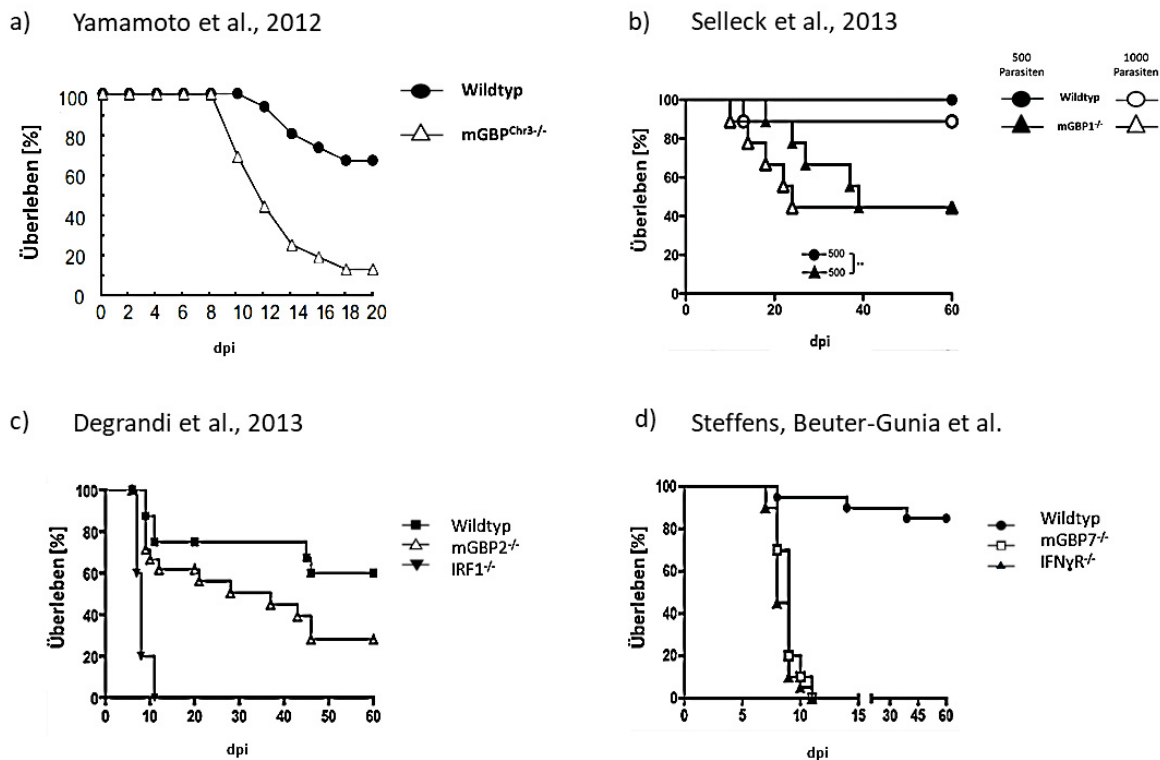 a) Yamamoto et al., 2012
Überleben [%]
100
80
60
40
20
0
0 2 4 6 8 10 12 14 16 18 20
dpi
Wildtyp
mGBPChr3-/-
b) Selleck et al., 2013
500 Parasiten
1000 Parasiten
Wildtyp
mGBP1-/-
Überleben [%]
100
80
60
40
20
0
0 20 40 60
dpi
500
500
**
c) Degrandi et al., 2013
Überleben [%]
100
80
60
40
20
0
0 10 20 30 40 50 60
dpi
Wildtyp
mGBP2-/-
IRF1-/-
d) Steffens, Beuter-Gunia et al.
Überleben [%]
100
80
60
40
20
0
0 5 10 15 30 45 60
dpi
Wildtyp
mGBP7-/-
IFNγR-/-